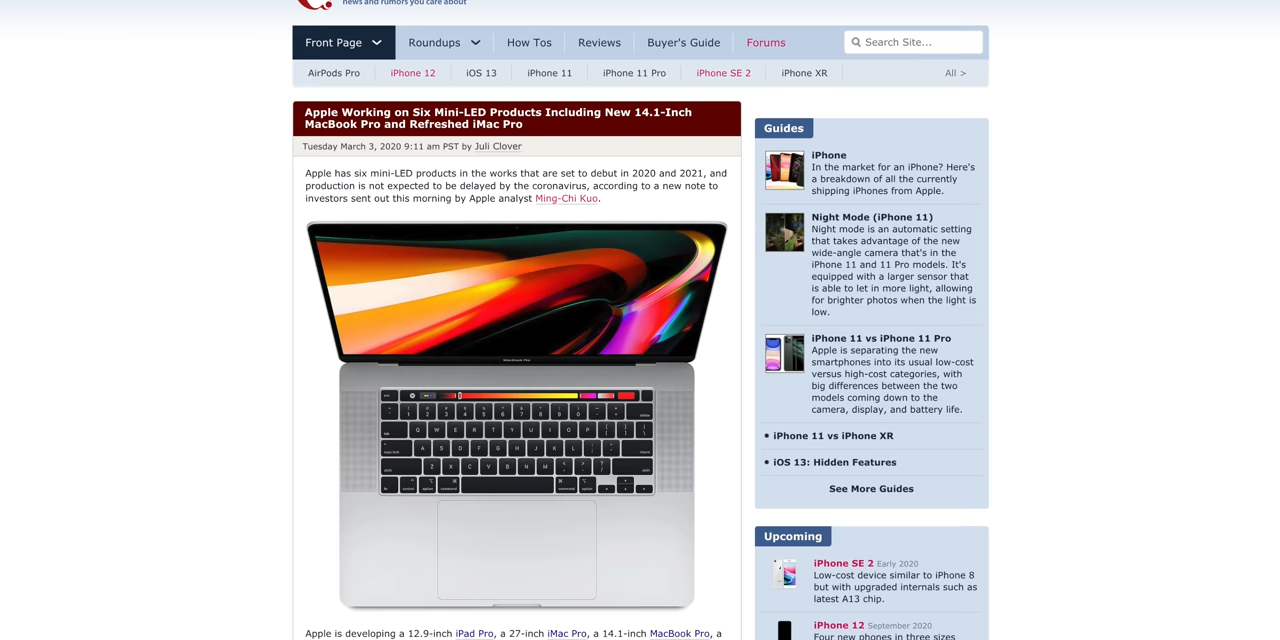 news and rumors you care about
Front Page
Roundups
How Tos
Reviews
Buyer's Guide
Forums
Search Site...
AirPods Pro
iPhone 12
iOS 13
iPhone 11
iPhone 11 Pro
iPhone SE 2
iPhone XR
All >
Apple Working on Six Mini-LED Products Including New 14.1-Inch
MacBook Pro and Refreshed iMac Pro
Tuesday March 3, 2020 9:11 am PST by Juli Clover
Apple has six mini-LED products in the works that are set to debut in 2020 and 2021, and
production is not expected to be delayed by the coronavirus, according to a new note to
investors sent out this morning by Apple analyst Ming-Chi Kuo.
MacBook Pro
Q W E R T Y U I O P
A S D F G H J K L
Z X C V B N M
Apple is developing a 12.9-inch iPad Pro, a 27-inch iMac Pro, a 14.1-inch MacBook Pro, a
Guides
iPhone
In the market for an iPhone? Here's
a breakdown of all the currently
shipping iPhones from Apple.
Night Mode (iPhone 11)
Night mode is an automatic setting
that takes advantage of the new
wide-angle camera that's in the
iPhone 11 and 11 Pro models. It's
equipped with a larger sensor that
is able to let in more light, allowing
for brighter photos when the light is
low.
iPhone 11 vs iPhone 11 Pro
Apple is separating the new
smartphones into its usual low-cost
versus high-cost categories, with
big differences between the two
models coming down to the
camera, display, and battery life.
• iPhone 11 vs iPhone XR
• iOS 13: Hidden Features
See More Guides
Upcoming
iPhone SE 2 Early 2020
Low-cost device similar to iPhone 8
but with upgraded internals such as
latest A13 chip.
iPhone 12 September 2020
Four new phones in three sizes